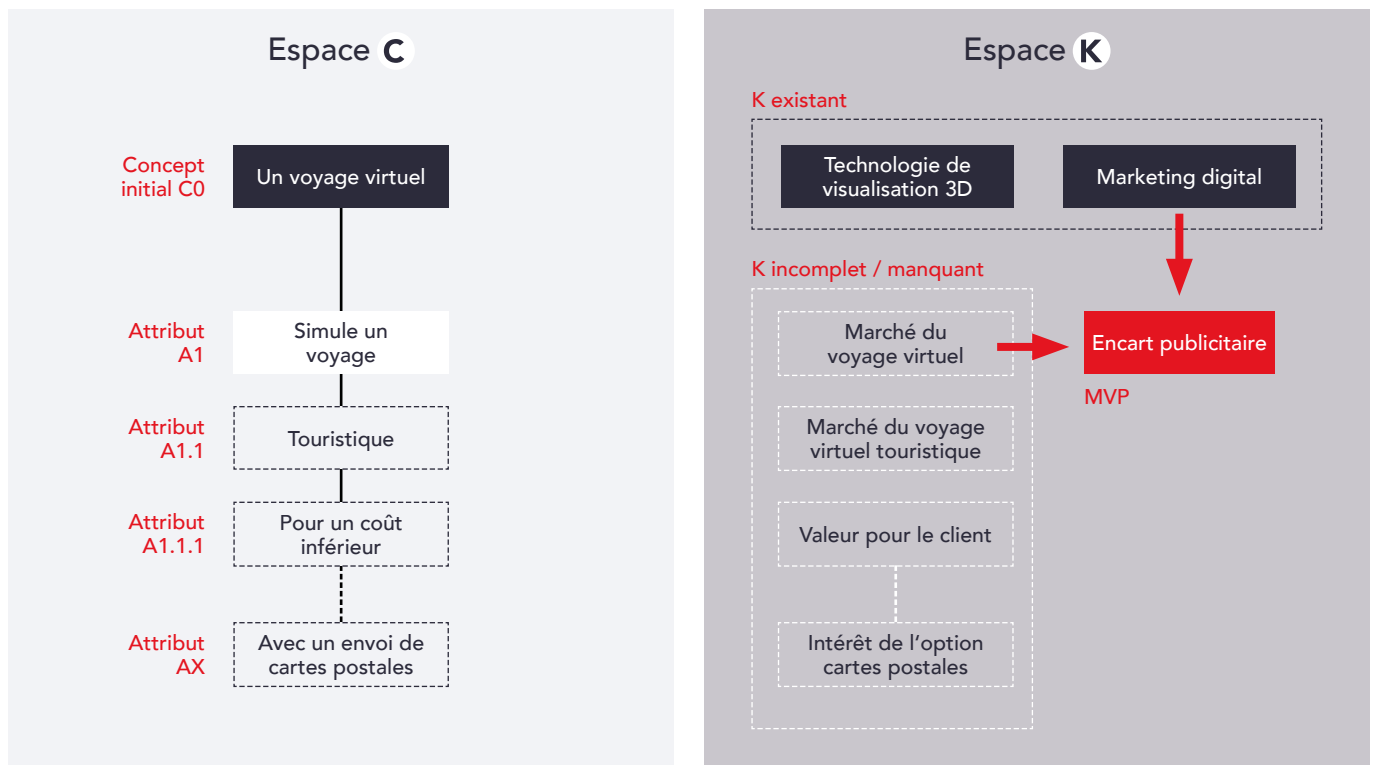 Espace C
Concept
initial C0
Un voyage virtuel
Attribut
A1
Simule un
voyage
Attribut
A1.1
Touristique
Attribut
A1.1.1
Pour un coût
inférieur
Attribut
AX
Avec un envoi de
cartes postales
Espace K
K existant
Technologie de
visualisation 3D
Marketing digital
K incomplet / manquant
Marché du
voyage virtuel
Encart publicitaire
MVP
Marché du voyage
virtuel touristique
Valeur pour le client
Intérêt de l’option
cartes postales